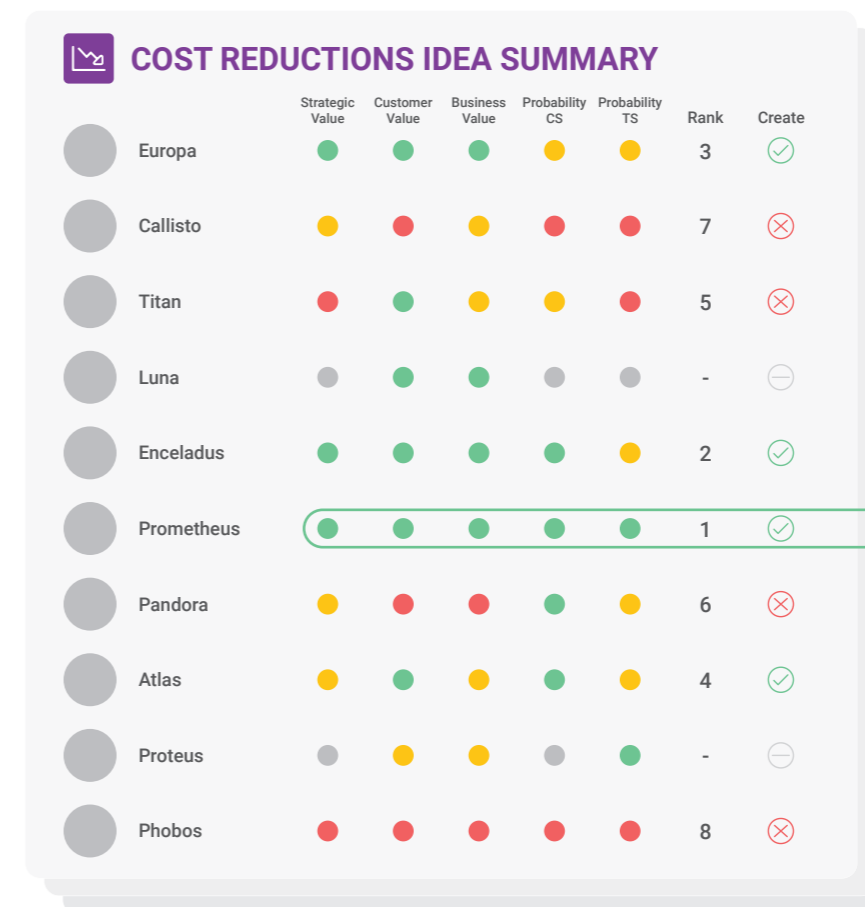 COST REDUCTIONS IDEA SUMMARY
Strategic Value Customer Value Business Value Probability CS Probability TS Rank Create
Europa 3
Callisto 7
Titan 5
Luna -
Enceladus 2
Prometheus 1
Pandora 6
Atlas 4
Proteus -
Phobos 8